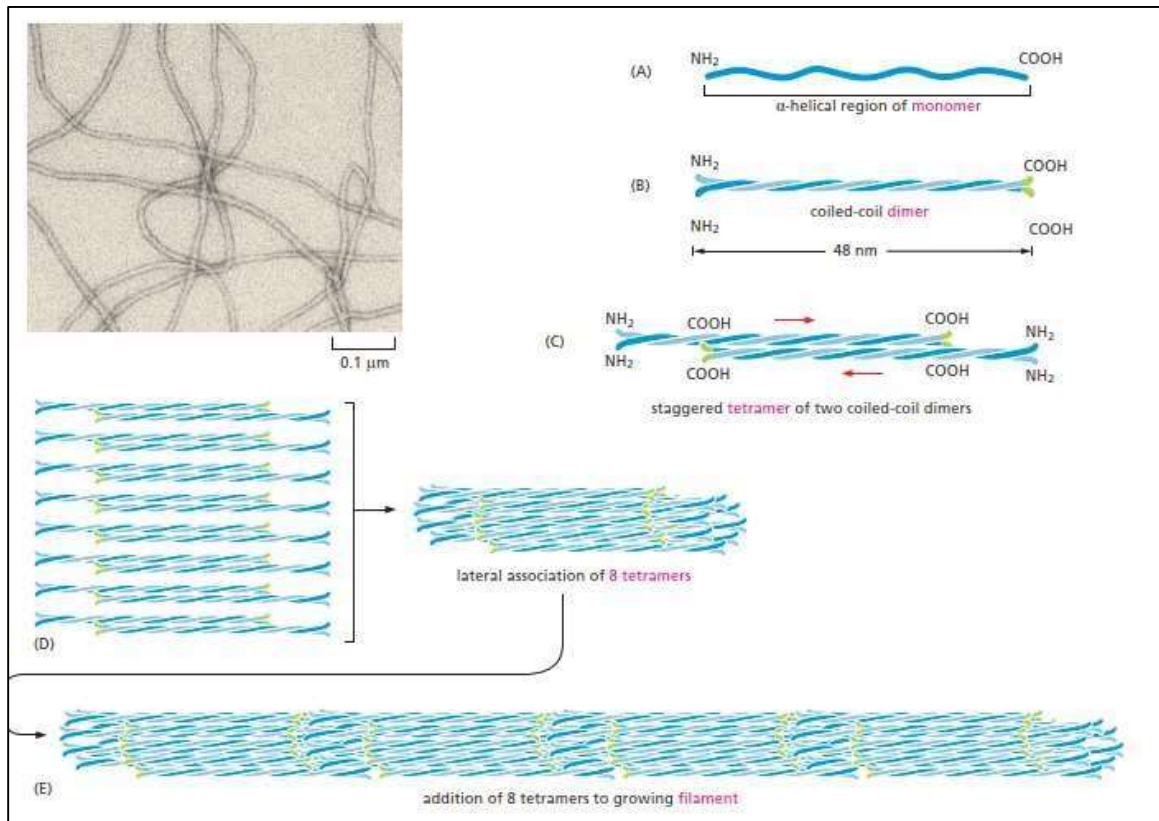 0.1 μm
(A)
NH2
COOH
α-helical region of monomer
(B)
NH2
COOH
coiled-coil dimer
NH2
COOH
48 nm
(C)
NH2
COOH
COOH
NH2
NH2
COOH
COOH
NH2
staggered tetramer of two coiled-coil dimers
(D)
lateral association of 8 tetramers
(E)
addition of 8 tetramers to growing filament